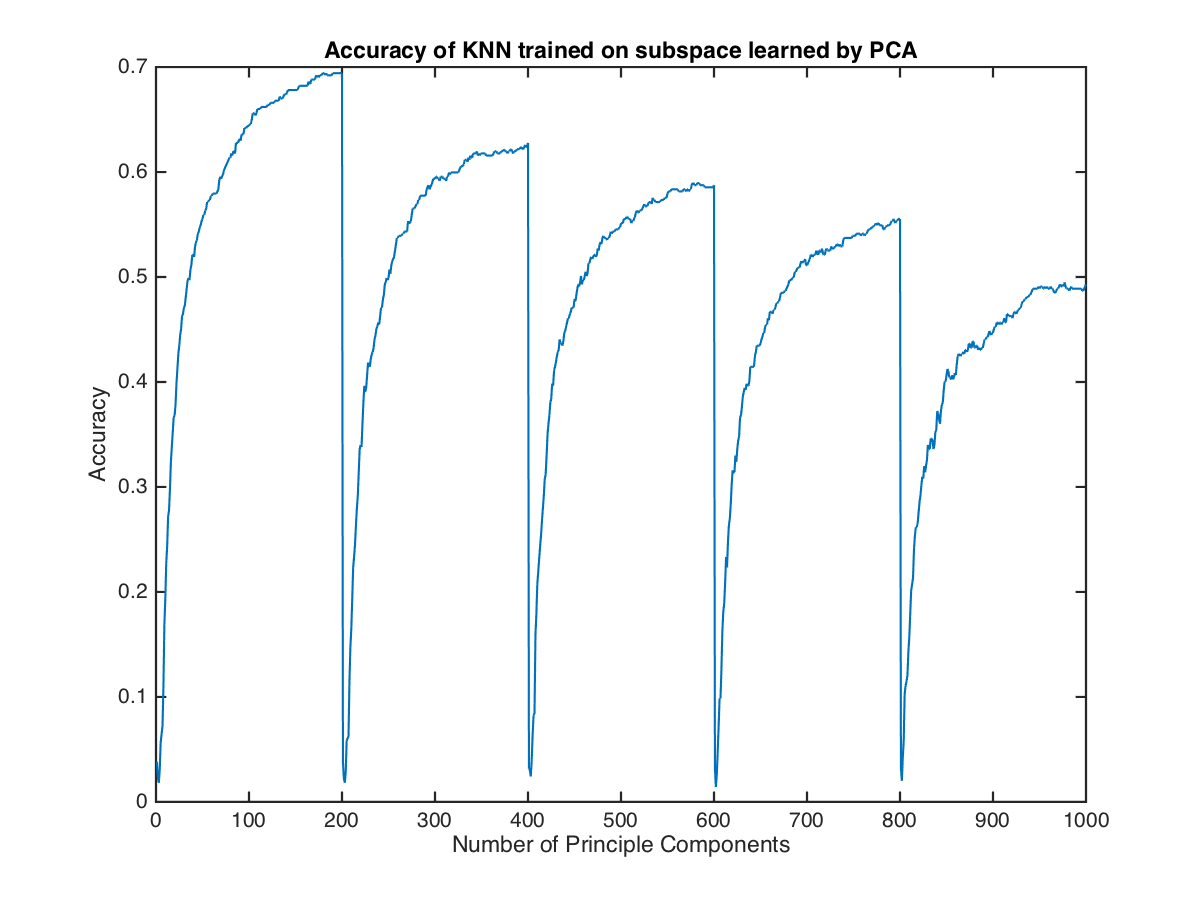 Accuracy of KNN trained on subspace learned by PCA
0.7
0.6
0.5
0.4
0.3
0.2
0.1
0
Accuracy
0 100 200 300 400 500 600 700 800 900 1000
Number of Principle Components